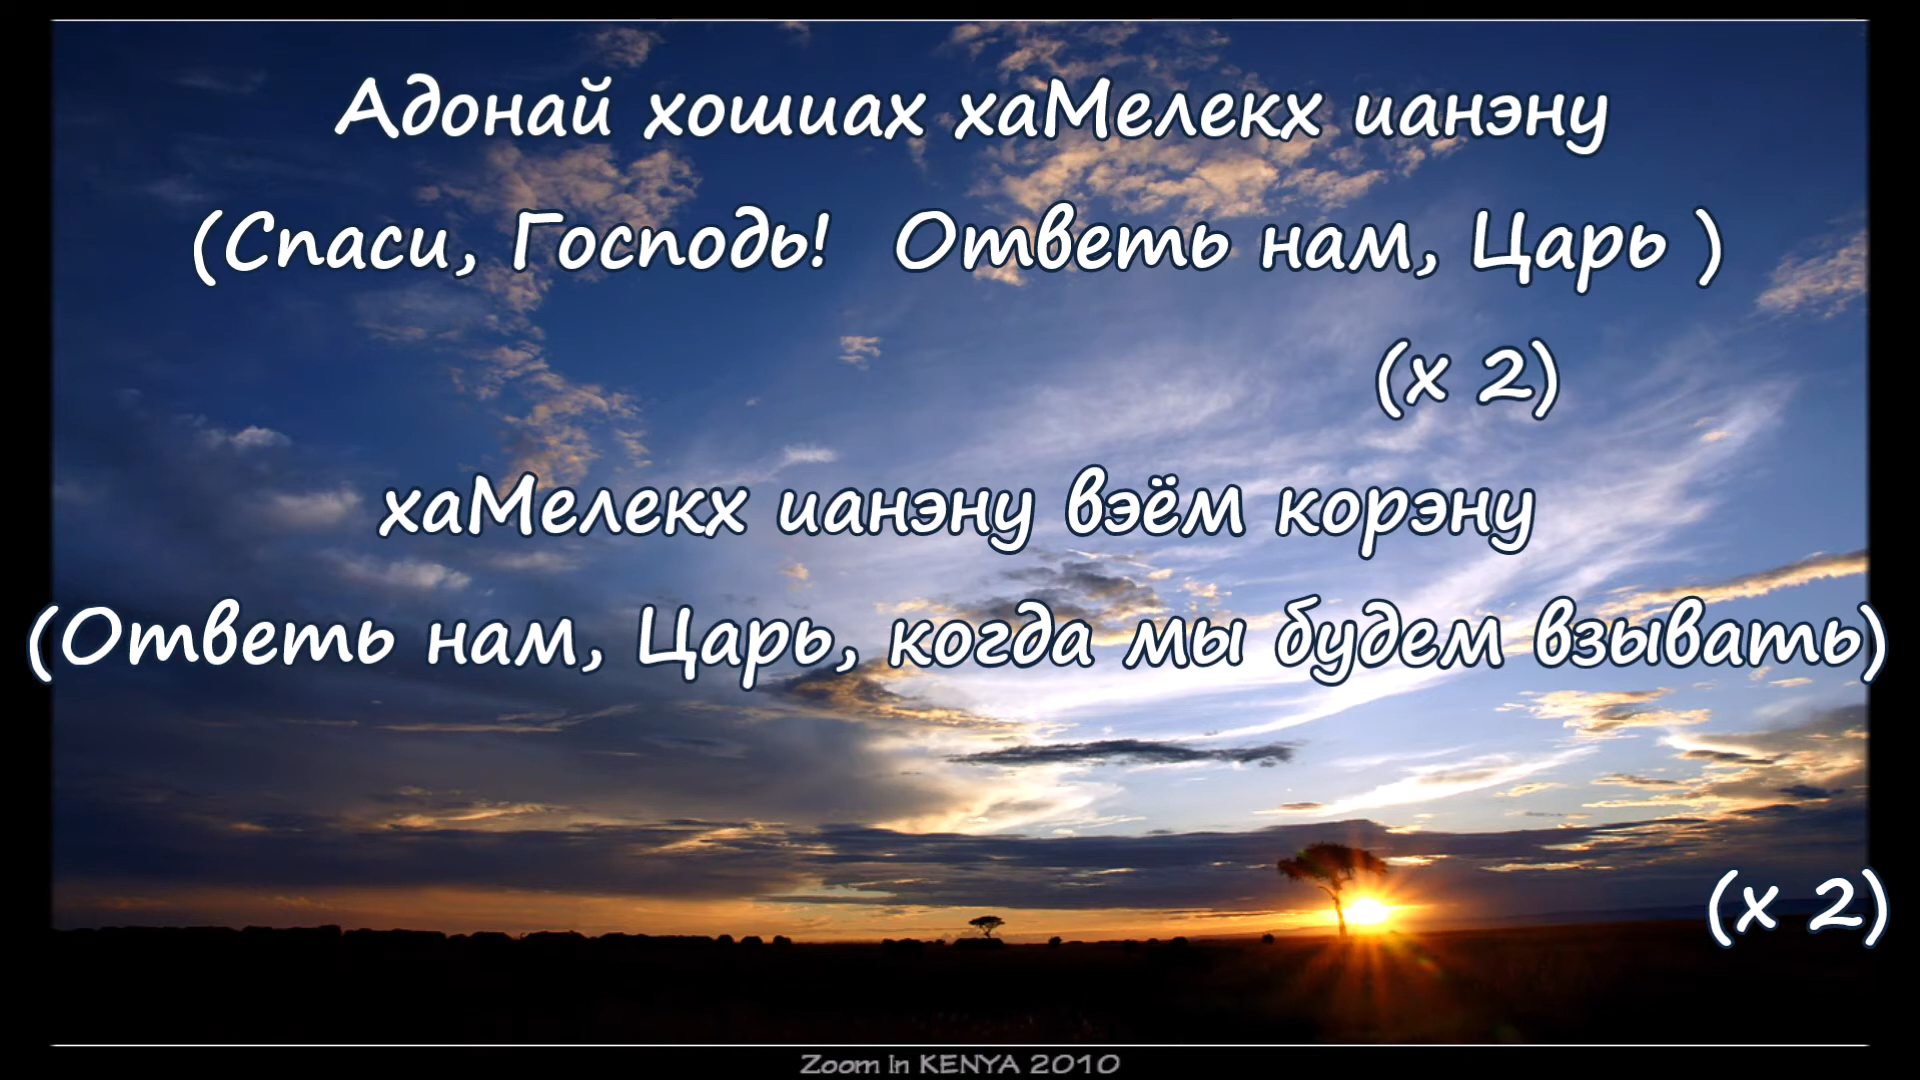 Адонай хошиах хаМелекх ианэну
(Спаси, Господь! Ответь нам, Царь )
(х 2)
хаМелекх ианэну вэём корэну
(Ответь нам, Царь, когда мы будем взывать)
(х 2)
Zoom In KENYA 2010